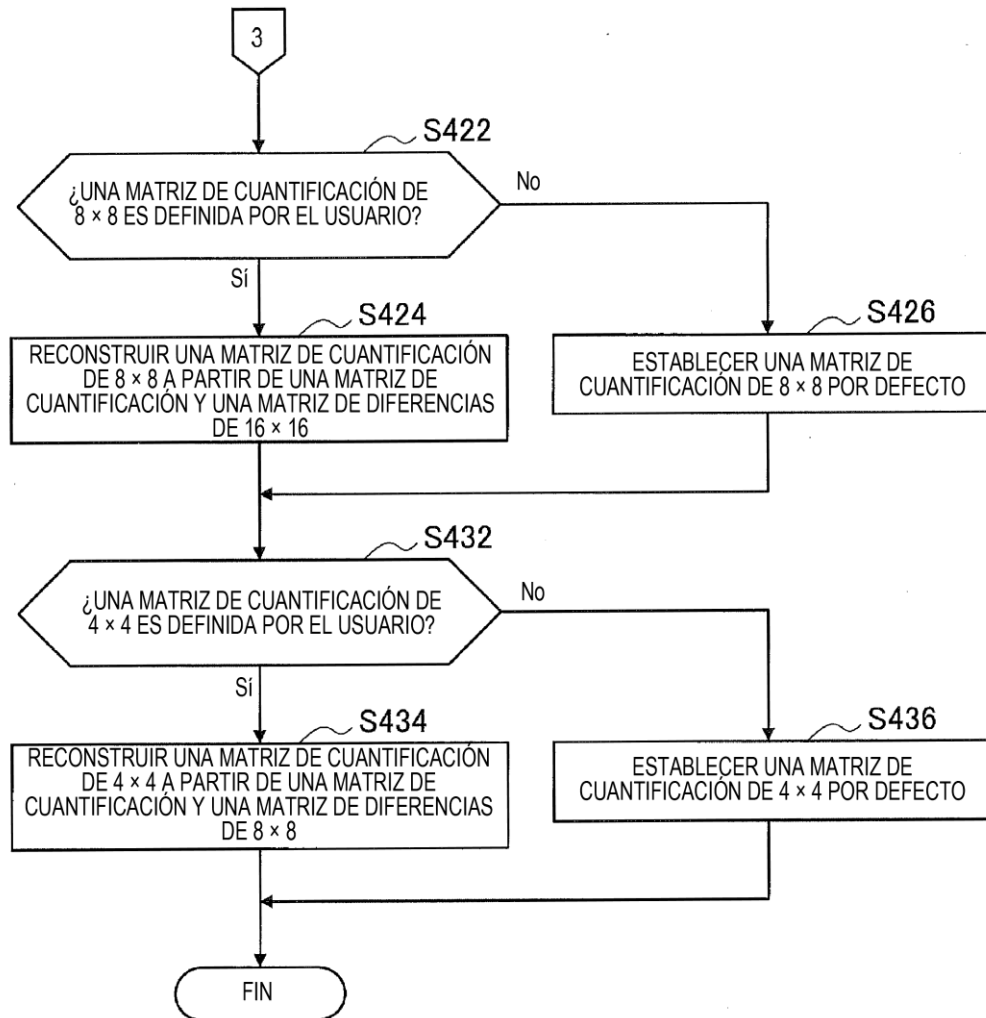 3
S422
¿UNA MATRIZ DE CUANTIFICACIÓN DE
8 × 8 ES DEFINIDA POR EL USUARIO?
No
Sí
S424
RECONSTRUIR UNA MATRIZ DE CUANTIFICACIÓN
DE 8 × 8 A PARTIR DE UNA MATRIZ DE
CUANTIFICACIÓN Y UNA MATRIZ DE DIFERENCIAS
DE 16 × 16
S426
ESTABLECER UNA MATRIZ DE
CUANTIFICACIÓN DE 8 × 8 POR DEFECTO
S432
¿UNA MATRIZ DE CUANTIFICACIÓN DE
4 × 4 ES DEFINIDA POR EL USUARIO?
No
Sí
S434
RECONSTRUIR UNA MATRIZ DE CUANTIFICACIÓN
DE 4 × 4 A PARTIR DE UNA MATRIZ DE
CUANTIFICACIÓN Y UNA MATRIZ DE DIFERENCIAS
DE 8 × 8
S436
ESTABLECER UNA MATRIZ DE
CUANTIFICACIÓN DE 4 × 4 POR DEFECTO
FIN